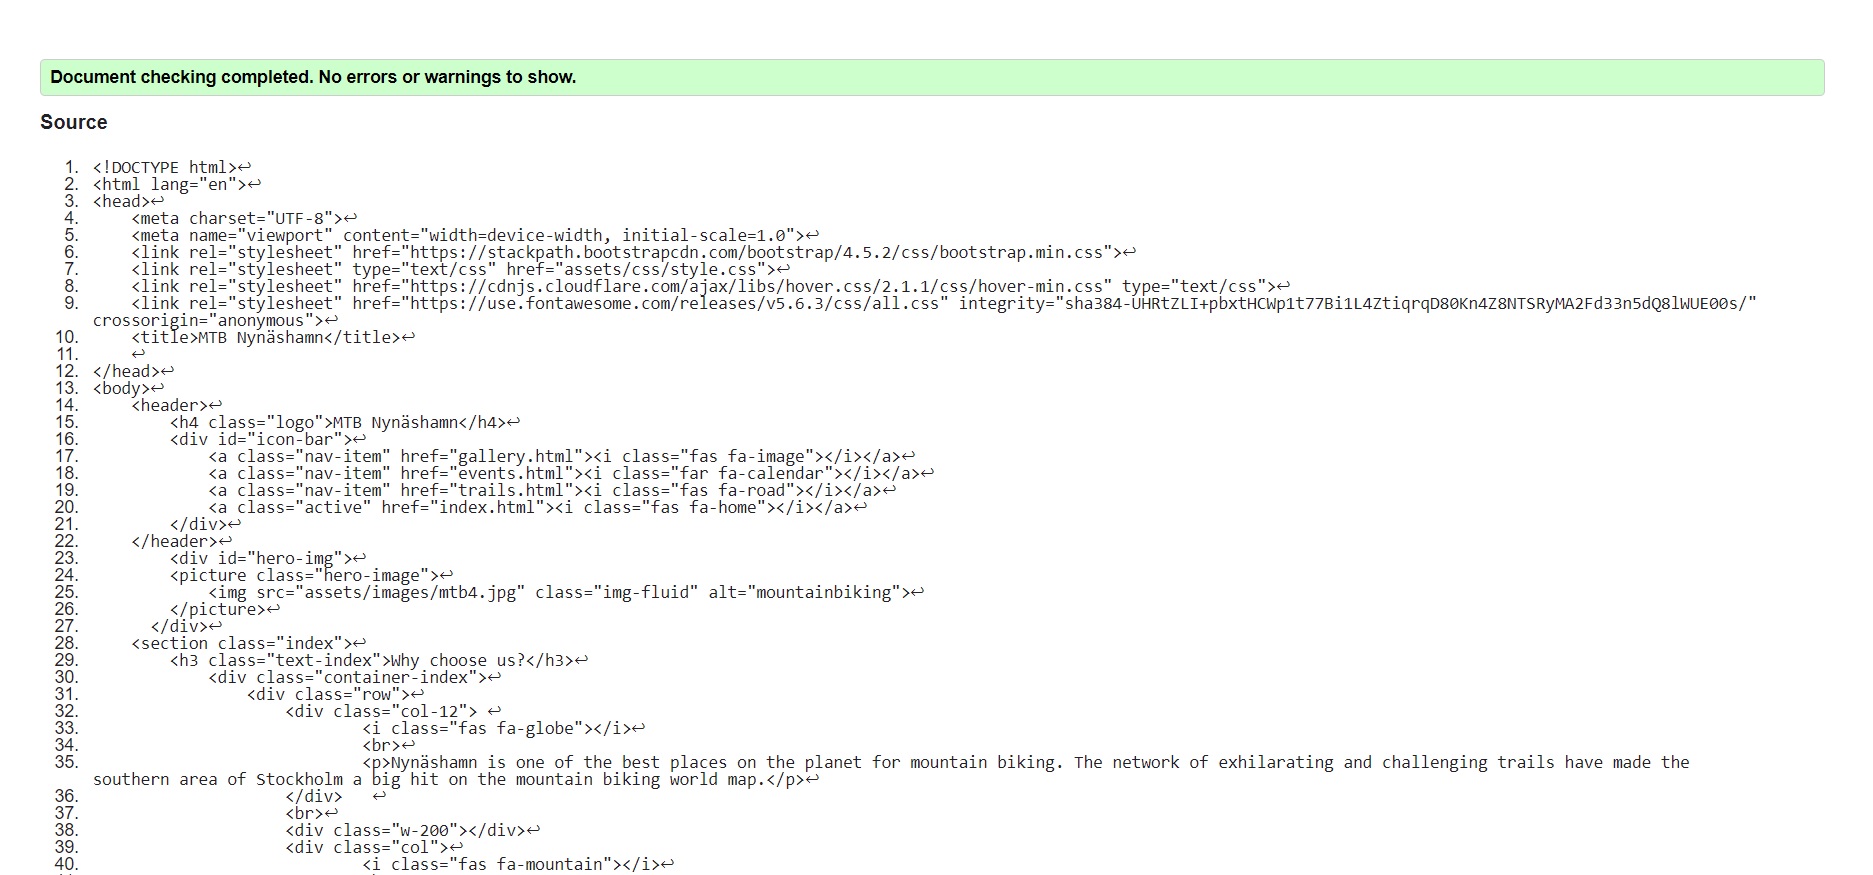 Document checking completed. No errors or warnings to show.
Source
1. <!DOCTYPE html>↩
2. <html lang="en">↩
3. <head>↩
4.     <meta charset="UTF-8">↩
5.     <meta name="viewport" content="width=device-width, initial-scale=1.0">↩
6.     <link rel="stylesheet" href="https://stackpath.bootstrapcdn.com/bootstrap/4.5.2/css/bootstrap.min.css">↩
7.     <link rel="stylesheet" type="text/css" href="assets/css/style.css">↩
8.     <link rel="stylesheet" href="https://cdnjs.cloudflare.com/ajax/libs/hover.css/2.1.1/css/hover-min.css" type="text/css">↩
9.     <link rel="stylesheet" href="https://use.fontawesome.com/releases/v5.6.3/css/all.css" integrity="sha384-UHRtZLI+pbxtHCWp1t77Bi1L4ZtiqrqD80Kn4Z8NTSRyMA2Fd33n5dQ8lWUE00s/"
crossorigin="anonymous">↩
10.     <title>MTB Nynäshamn</title>↩
11.     ↩
12. </head>↩
13. <body>↩
14.     <header>↩
15.         <h4 class="logo">MTB Nynäshamn</h4>↩
16.         <div id="icon-bar">↩
17.             <a class="nav-item" href="gallery.html"><i class="fas fa-image"></i></a>↩
18.             <a class="nav-item" href="events.html"><i class="far fa-calendar"></i></a>↩
19.             <a class="nav-item" href="trails.html"><i class="fas fa-road"></i></a>↩
20.             <a class="active" href="index.html"><i class="fas fa-home"></i></a>↩
21.         </div>↩
22.     </header>↩
23.         <div id="hero-img">↩
24.         <picture class="hero-image">↩
25.             <img src="assets/images/mtb4.jpg" class="img-fluid" alt="mountainbiking">↩
26.         </picture>↩
27.       </div>↩
28.     <section class="index">↩
29.         <h3 class="text-index">Why choose us?</h3>↩
30.             <div class="container-index">↩
31.                 <div class="row">↩
32.                     <div class="col-12"> ↩
33.                             <i class="fas fa-globe"></i>↩
34.                             <br>↩
35.                             <p>Nynäshamn is one of the best places on the planet for mountain biking. The network of exhilarating and challenging trails have made the
southern area of Stockholm a big hit on the mountain biking world map.</p>↩
36.                     </div>   ↩
37.                     <br>↩
38.                     <div class="w-200"></div>↩
39.                     <div class="col">↩
40.                             <i class="fas fa-mountain"></i>↩